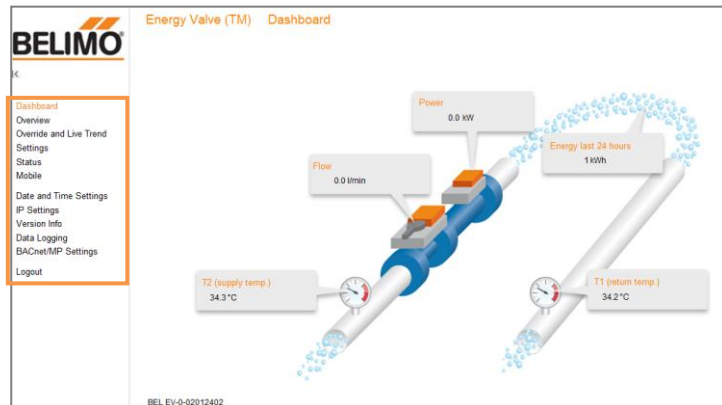 BELIMO
Energy Valve (TM) Dashboard
Dashboard
Overview
Override and Live Trend
Settings
Status
Mobile
Date and Time Settings
IP Settings
Version Info
Data Logging
BACnet/MP Settings
Logout
Power
0.0 kW
Energy last 24 hours
1 kWh
Flow
0.0 l/min
T2 (supply temp.)
34.3 °C
T1 (return temp.)
34.2 °C
BEL EV-0-02012402